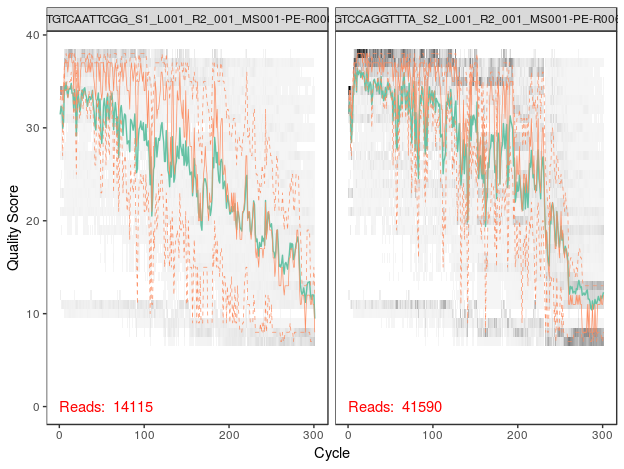 TGTCAATTCGG_S1_L001_R2_001_MS001-PE-R00
GTCCAGGTTTA_S2_L001_R2_001_MS001-PE-R00
40
30
20
10
0
Quality Score
Reads: 14115
Reads: 41590
0 100 200 300
0 100 200 300
Cycle